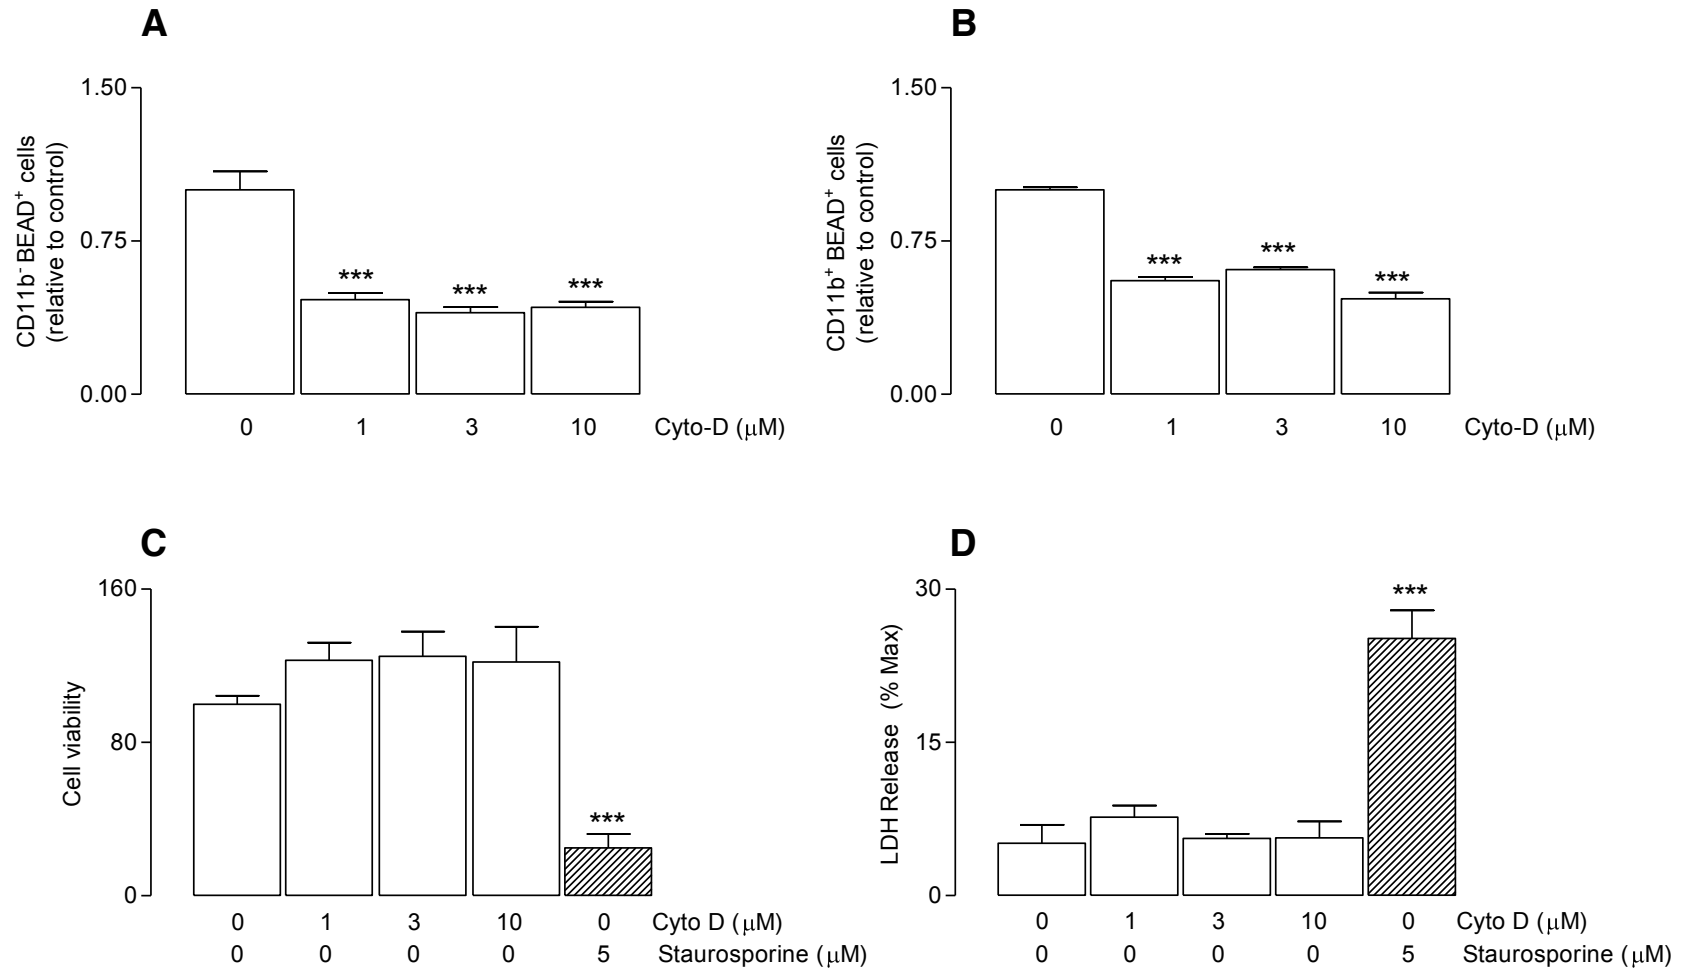 A
1.50
0.75
0.00
CD11b- BEAD+ cells
(relative to control)
***
***
***
0 1 3 10 Cyto-D (μM)
B
1.50
0.75
0.00
CD11b+ BEAD+ cells
(relative to control)
***
***
***
0 1 3 10 Cyto-D (μM)
C
160
80
0
Cell viability
***
0 1 3 10 0 Cyto D (μM)
0 0 0 0 5 Staurosporine (μM)
D
30
15
0
LDH Release (% Max)
***
0 1 3 10 0 Cyto D (μM)
0 0 0 0 5 Staurosporine (μM)